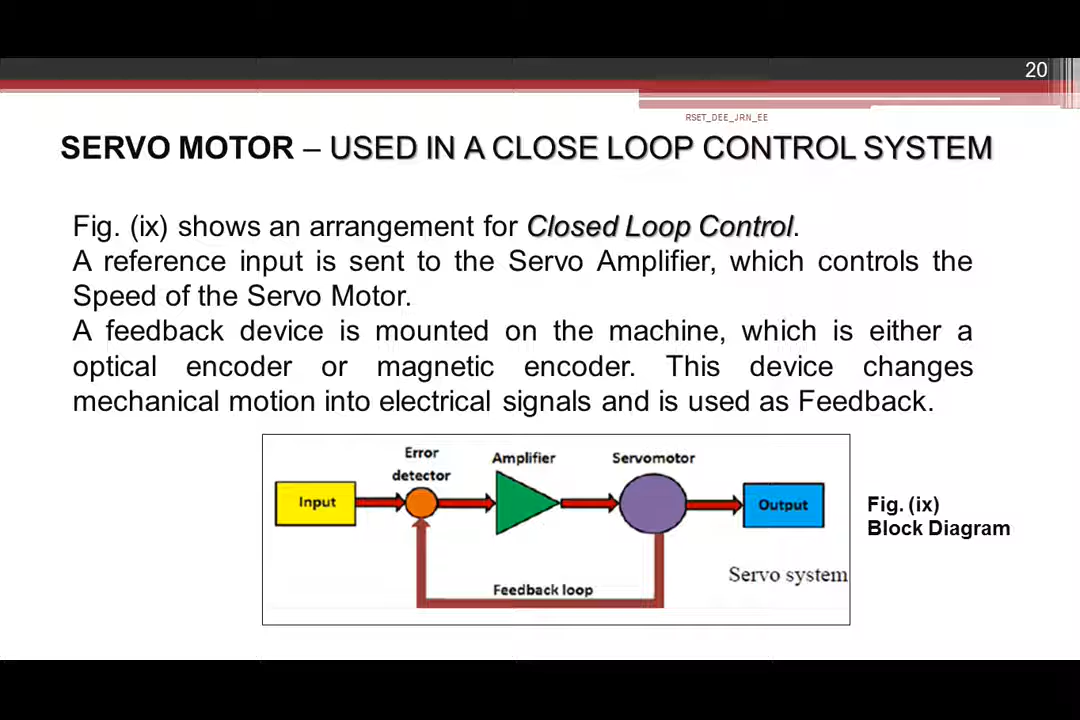 20
RSET_DEE_JRN_EE
SERVO MOTOR – USED IN A CLOSE LOOP CONTROL SYSTEM
Fig. (ix) shows an arrangement for Closed Loop Control.
A reference input is sent to the Servo Amplifier, which controls the
Speed of the Servo Motor.
A feedback device is mounted on the machine, which is either a
optical encoder or magnetic encoder. This device changes
mechanical motion into electrical signals and is used as Feedback.
Error
detector
Amplifier
Servomotor
Input
Output
Feedback loop
Servo system
Fig. (ix)
Block Diagram